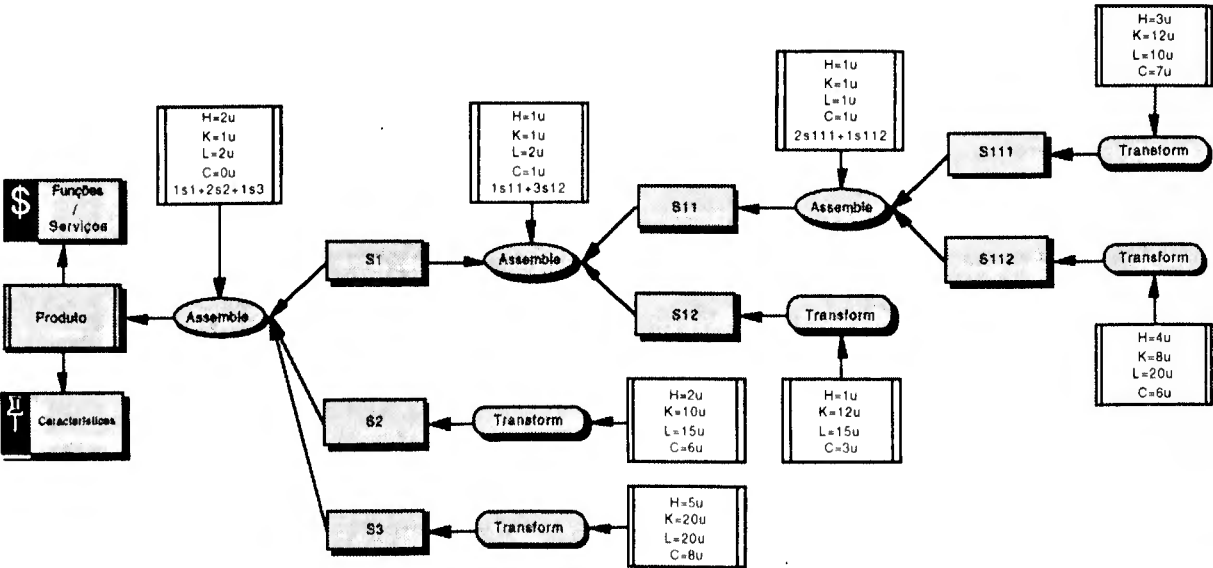 H=3u
K=12u
L=10u
C=7u
H=1u
K=1u
L=1u
C=1u
2s111+1s112
H=2u
K=1u
L=2u
C=0u
1s1+2s2+1s3
H=1u
K=1u
L=2u
C=1u
1s11+3s12
S111
Transform
$
Funções
/
Serviços
S11
Assemble
S1
Assemble
S112
Transform
Produto
Assemble
S12
Transform
Características
S2
Transform
H=2u
K=10u
L=15u
C=6u
H=1u
K=12u
L=15u
C=3u
H=4u
K=8u
L=20u
C=6u
S3
Transform
H=5u
K=20u
L=20u
C=8u